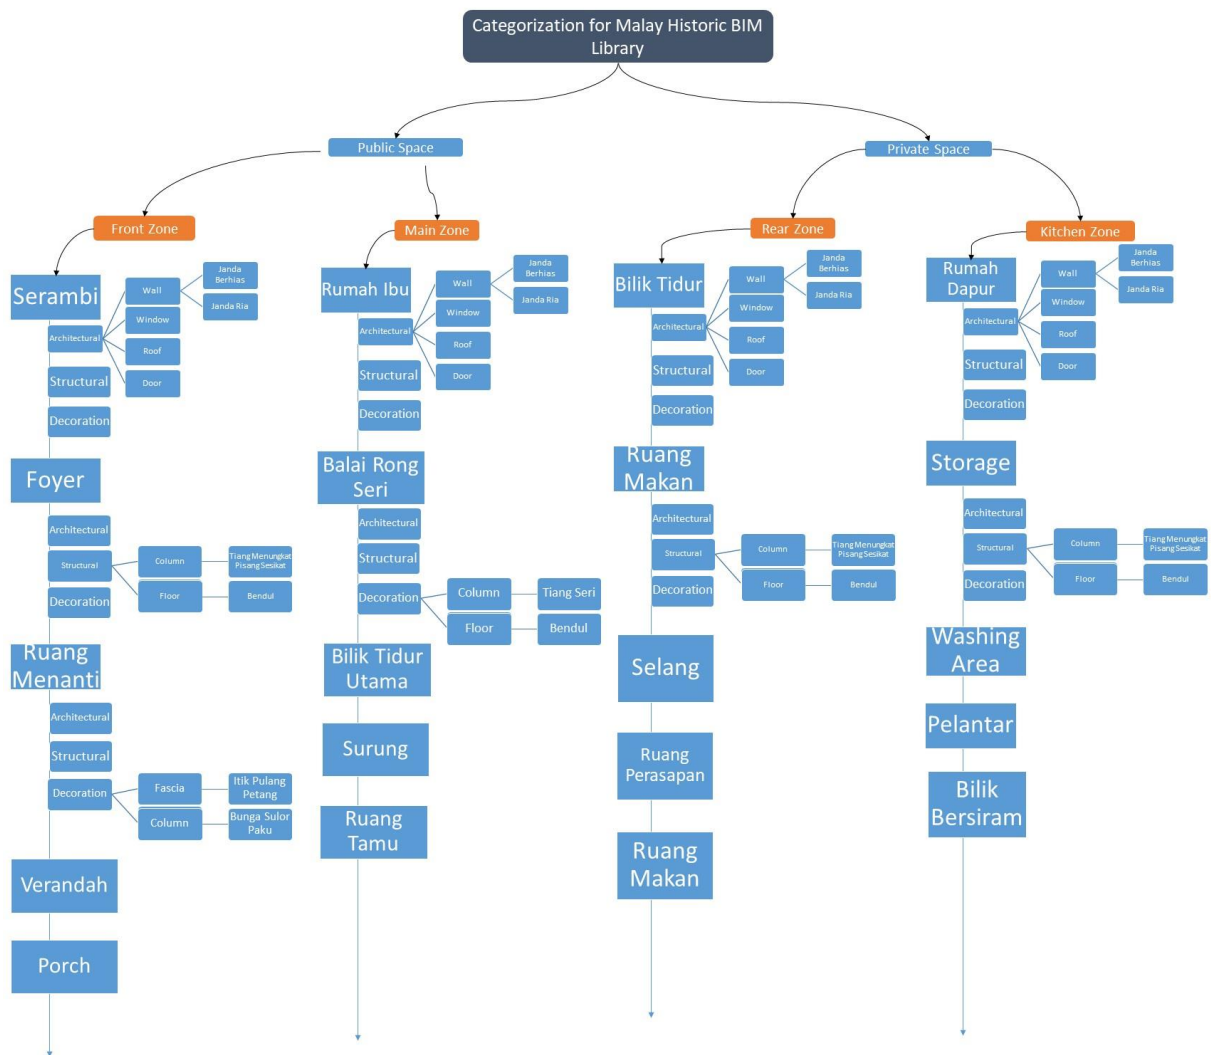 Categorization for Malay Historic BIM
Library
Public Space
Private Space
Front Zone
Main Zone
Rear Zone
Kitchen Zone
Serambi
Architectural
Wall
Janda
Berhias
Janda Ria
Window
Roof
Door
Structural
Decoration
Foyer
Architectural
Structural
Column
Tiang Menungkat
Pisang Sesikat
Floor
Bendul
Decoration
Ruang
Menanti
Architectural
Structural
Decoration
Fascia
Itik Pulang
Petang
Column
Bunga Sulor
Paku
Verandah
Porch
Rumah Ibu
Architectural
Wall
Janda
Berhias
Janda Ria
Window
Roof
Door
Structural
Decoration
Balai Rong
Seri
Architectural
Structural
Decoration
Column
Tiang Seri
Floor
Bendul
Bilik Tidur
Utama
Surung
Ruang
Tamu
Bilik Tidur
Architectural
Wall
Janda
Berhias
Janda Ria
Window
Roof
Door
Structural
Decoration
Ruang
Makan
Architectural
Structural
Column
Tiang Menungkat
Pisang Sesikat
Floor
Bendul
Decoration
Selang
Ruang
Perasapan
Ruang
Makan
Rumah
Dapur
Architectural
Wall
Janda
Berhias
Janda Ria
Window
Roof
Door
Structural
Decoration
Storage
Architectural
Structural
Column
Tiang Menungkat
Pisang Sesikat
Floor
Bendul
Decoration
Washing
Area
Pelantar
Bilik
Bersiram